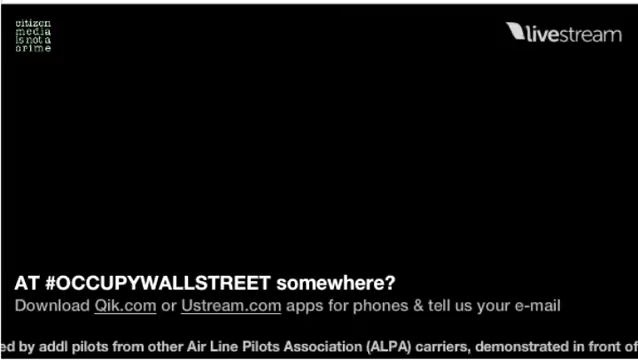 citizen
media
is not a
crime
livestream
AT #OCCUPYWALLSTREET somewhere?
Download Qik.com or Ustream.com apps for phones & tell us your e-mail
ed by addl pilots from other Air Line Pilots Association (ALPA) carriers, demonstrated in front of